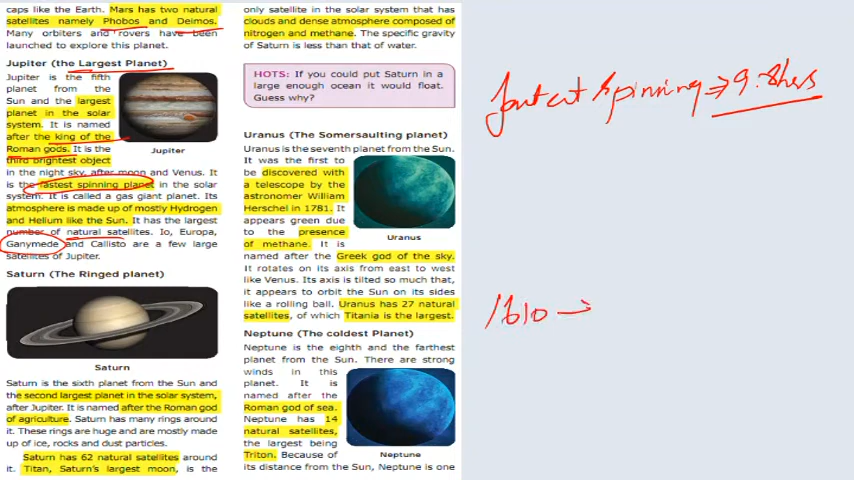 caps like the Earth. Mars has two natural
satellites namely Phobos and Deimos.
Many orbiters and rovers have been
launched to explore this planet.
Jupiter (the Largest Planet)
Jupiter is the fifth
planet from the
Sun and the largest
planet in the solar
system. It is named
after the king of the
Roman gods. It is the
third brightest object
in the night sky, after moon and Venus. It
is the fastest spinning planet in the solar
system. It is called a gas giant planet. Its
atmosphere is made up of mostly Hydrogen
and Helium like the Sun. It has the largest
number of natural satellites. Io, Europa,
Ganymede and Callisto are a few large
satellites of Jupiter.
Jupiter
Saturn (The Ringed planet)
Saturn
Saturn is the sixth planet from the Sun and
the second largest planet in the solar system,
after Jupiter. It is named after the Roman god
of agriculture. Saturn has many rings around
it. These rings are huge and are mostly made
up of ice, rocks and dust particles.
Saturn has 62 natural satellites around
it. Titan, Saturn's largest moon, is the
only satellite in the solar system that has
clouds and dense atmosphere composed of
nitrogen and methane. The specific gravity
of Saturn is less than that of water.
HOTS: If you could put Saturn in a
large enough ocean it would float.
Guess why?
Uranus (The Somersaulting planet)
Uranus is the seventh planet from the Sun.
It was the first to
be discovered with
a telescope by the
astronomer William
Herschel in 1781. It
appears green due
to the presence
of methane. It is
named after the Greek god of the sky.
It rotates on its axis from east to west
like Venus. Its axis is tilted so much that,
it appears to orbit the Sun on its sides
like a rolling ball. Uranus has 27 natural
satellites, of which Titania is the largest.
Uranus
Neptune (The coldest Planet)
Neptune is the eighth and the farthest
planet from the Sun. There are strong
winds in this
planet. It is
named after the
Roman god of sea.
Neptune has 14
natural satellites,
the largest being
Triton. Because of
its distance from the Sun, Neptune is one
Neptune
spinning → 9.8hrs
1610 →